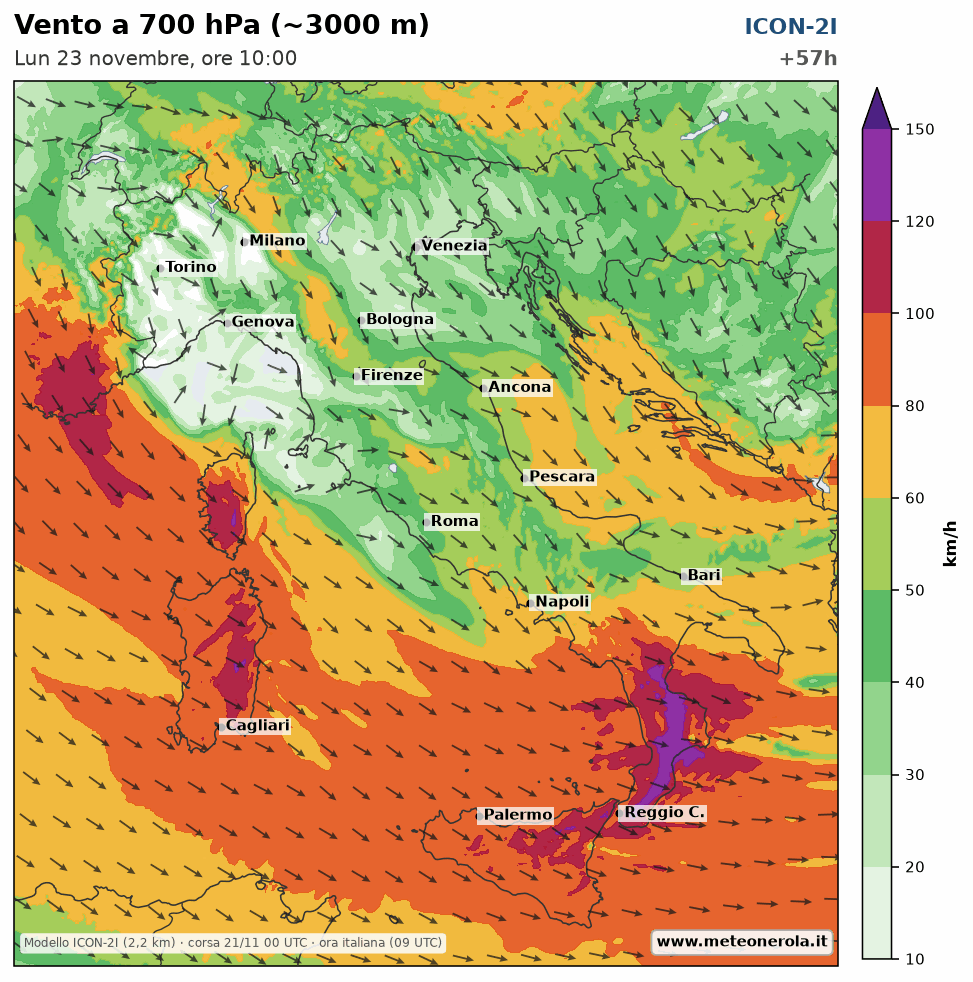 Vento a 700 hPa (~3000 m)
ICON-2I
Lun 23 novembre, ore 10:00
+57h
Milano
Venezia
Torino
Genova
Bologna
Firenze
Ancona
Pescara
Roma
Bari
Napoli
Cagliari
Palermo
Reggio C.
150
120
100
80
60
50
40
30
20
10
km/h
Modello ICON-2I (2,2 km) · corsa 21/11 00 UTC · ora italiana (09 UTC)
www.meteonerola.it